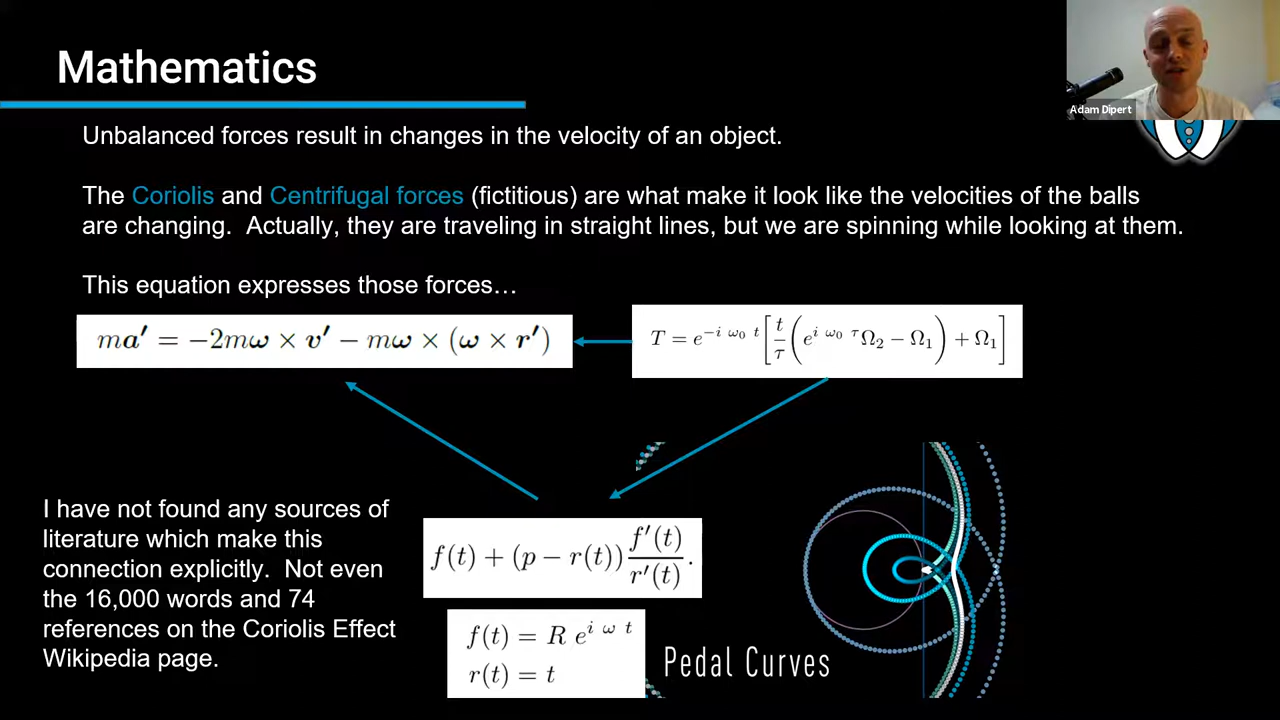 Mathematics
Adam Dipert
Unbalanced forces result in changes in the velocity of an object.
The Coriolis and Centrifugal forces (fictitious) are what make it look like the velocities of the balls
are changing.  Actually, they are traveling in straight lines, but we are spinning while looking at them.
This equation expresses those forces…
ma′ = −2mω × v′ − mω × (ω × r′)
T = e^{−i ω₀ t}[t/τ(e^{i ω₀ τ}Ω₂ − Ω₁) + Ω₁]
I have not found any sources of
literature which make this
connection explicitly.  Not even
the 16,000 words and 74
references on the Coriolis Effect
Wikipedia page.
f(t) + (p − r(t)) f′(t)/r′(t).
f(t) = R e^{i ω t}
r(t) = t
Pedal Curves